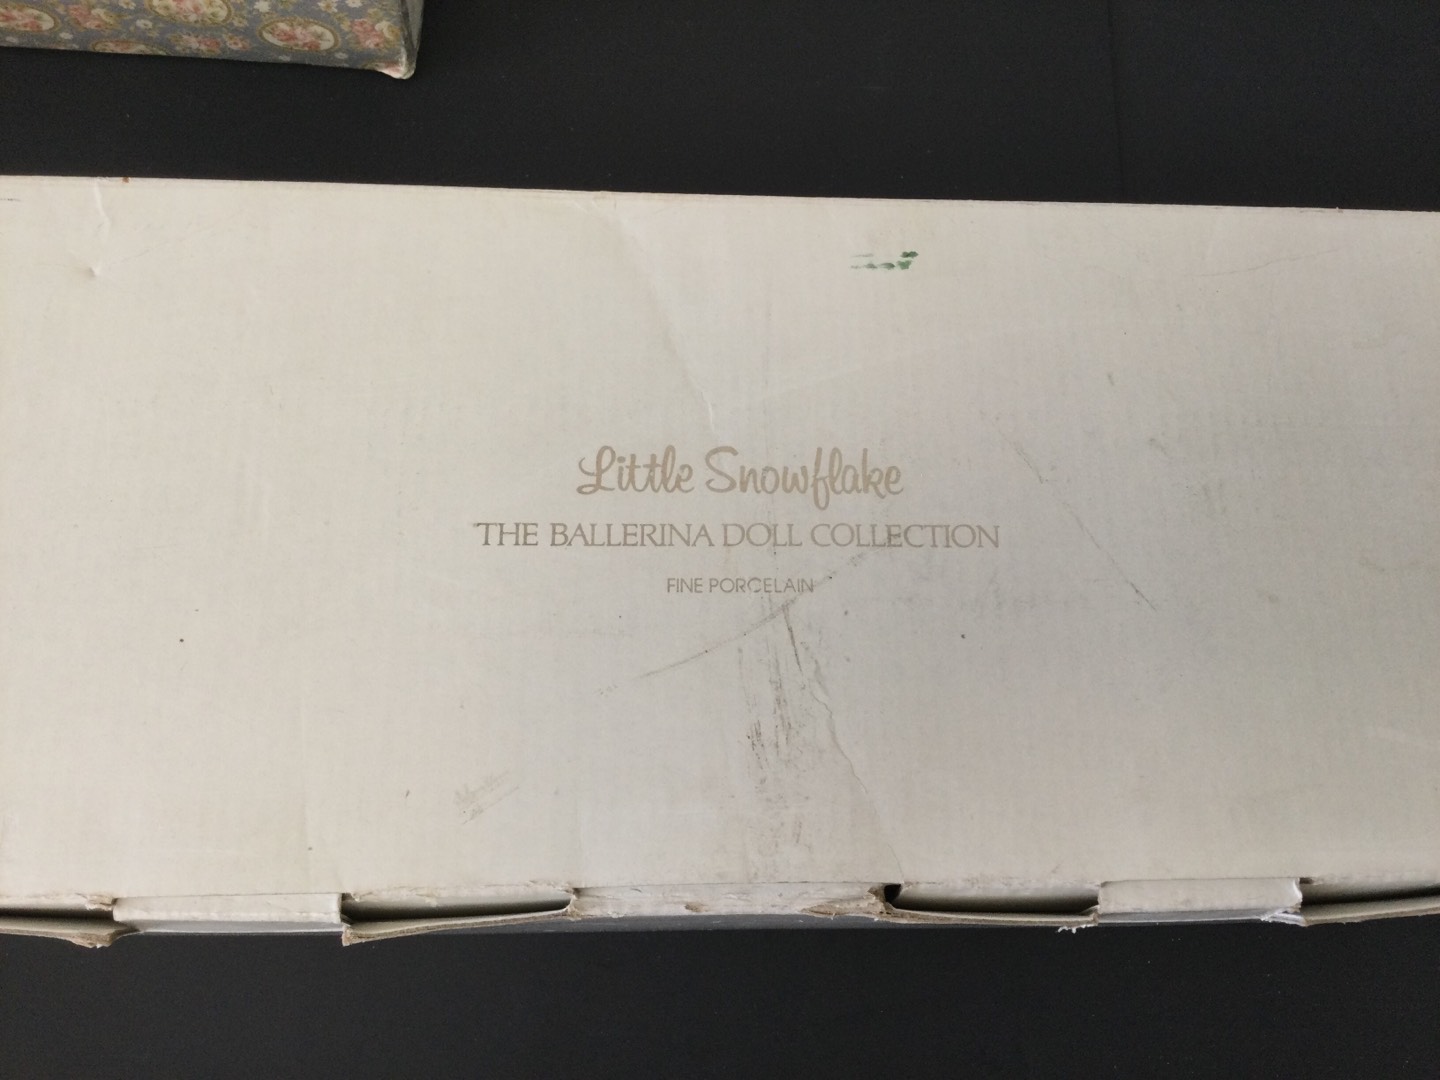 Little Snowflake
THE BALLERINA DOLL COLLECTION
FINE PORCELAIN